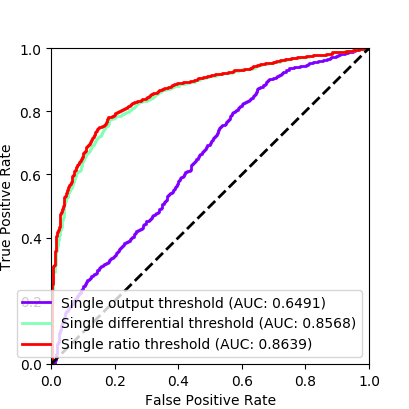 1.0
0.8
0.6
0.4
0.2
0.0
True Positive Rate
Single output threshold (AUC: 0.6491)
Single differential threshold (AUC: 0.8568)
Single ratio threshold (AUC: 0.8639)
0.0 0.2 0.4 0.6 0.8 1.0
False Positive Rate